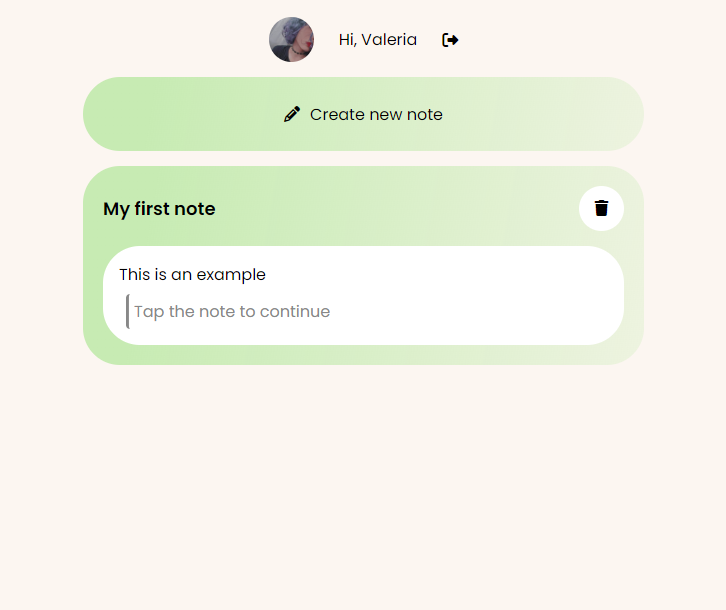 Hi, Valeria
Create new note
My first note
This is an example
Tap the note to continue